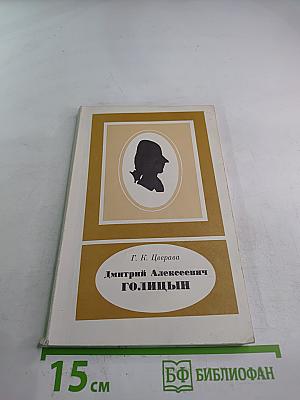 Г. К. Цверава
Дмитрий Алексеевич
ГОЛИЦЫН
15 см
БФ БИБЛИОФАН